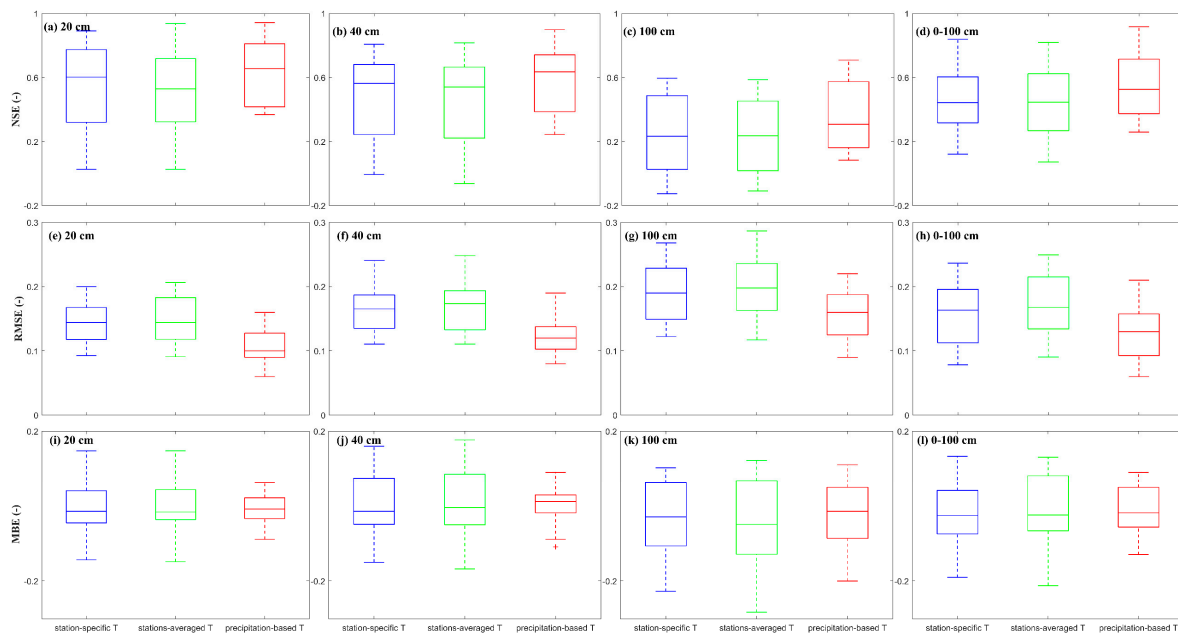 (a) 20 cm
(b) 40 cm
(c) 100 cm
(d) 0-100 cm
NSE (-)
1
0.6
0.2
-0.2
1
0.6
0.2
-0.2
1
0.6
0.2
-0.2
1
0.6
0.2
-0.2
(e) 20 cm
(f) 40 cm
(g) 100 cm
(h) 0-100 cm
RMSE (-)
0.3
0.2
0.1
0
0.3
0.2
0.1
0
0.3
0.2
0.1
0
0.3
0.2
0.1
0
(i) 20 cm
(j) 40 cm
(k) 100 cm
(l) 0-100 cm
MBE (-)
0.2
-0.2
0.2
-0.2
0.2
-0.2
0.2
-0.2
station-specific T stations-averaged T precipitation-based T
station-specific T stations-averaged T precipitation-based T
station-specific T stations-averaged T precipitation-based T
station-specific T stations-averaged T precipitation-based T